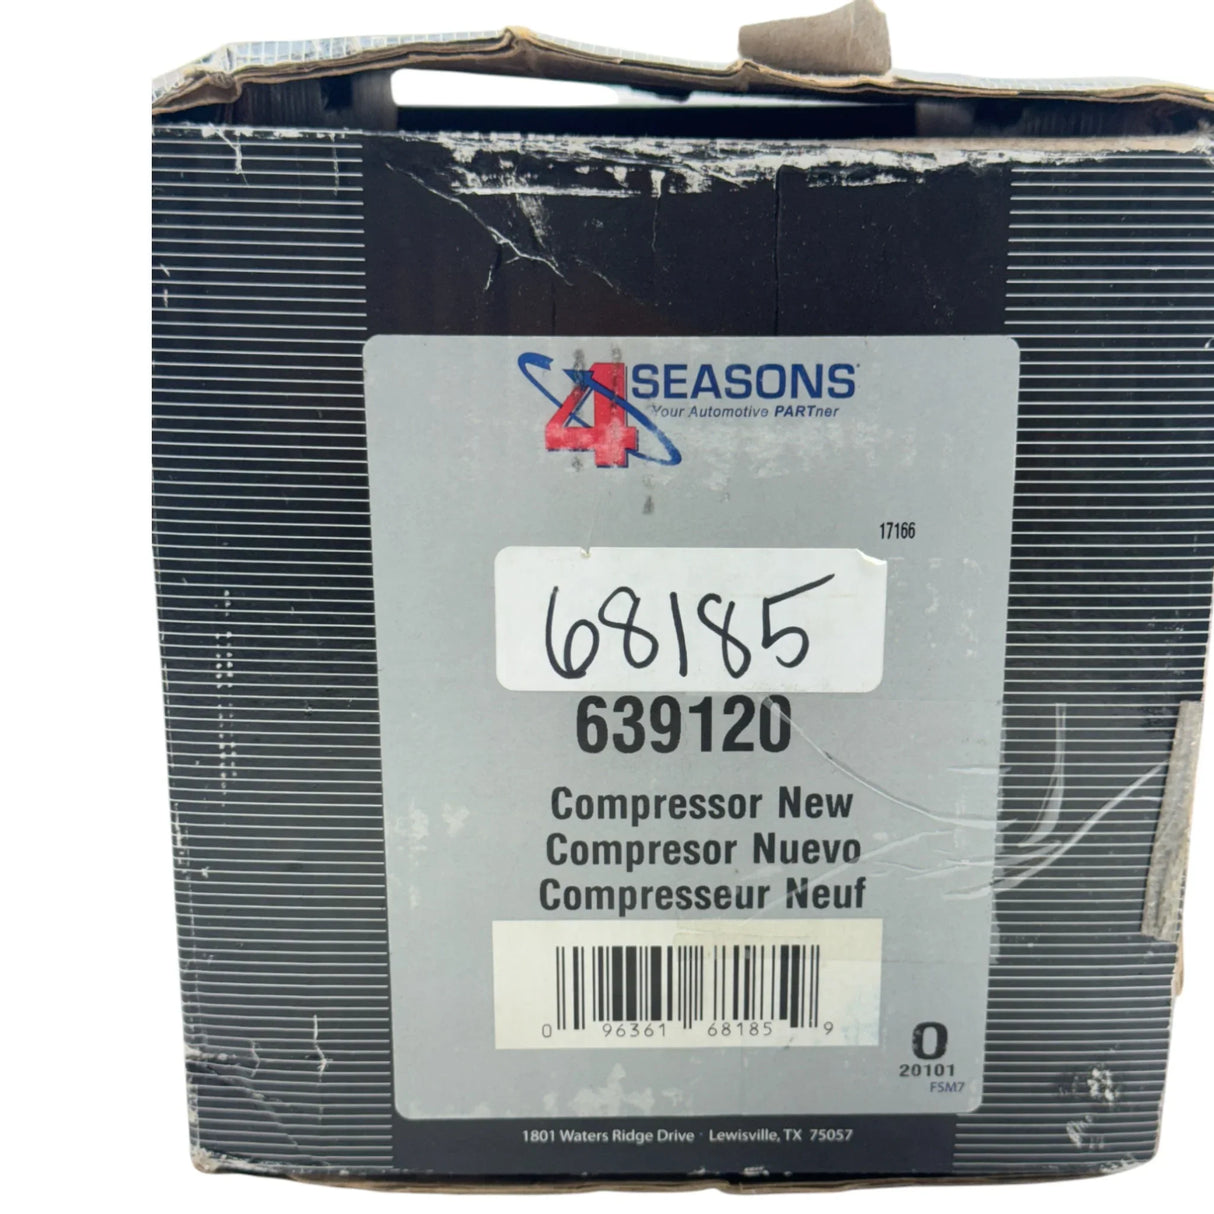 4 SEASONS
Your Automotive PARTner
17166
68185
639120
Compressor New
Compresor Nuevo
Compresseur Neuf
0 96361 68185 9
0
20101
FSM7
1801 Waters Ridge Drive · Lewisville, TX 75057